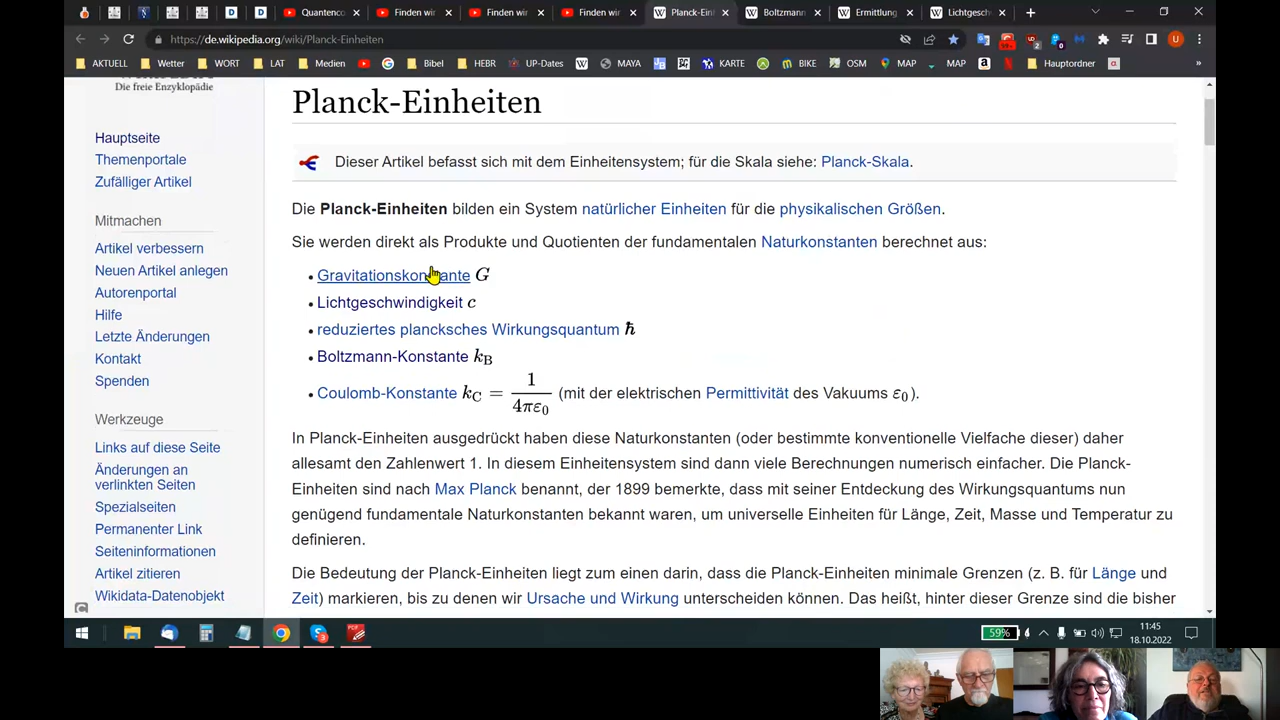 Quantenco
Finden wir
Finden wir
Finden wir
Planck-Ein
Boltzmann
Ermittlung
Lichtgesch
https://de.wikipedia.org/wiki/Planck-Einheiten
AKTUELL Wetter WORT LAT Medien Bibel HEBR UP-Dates MAYA KARTE BIKE OSM MAP MAP Hauptordner »
Die freie Enzyklopädie
Hauptseite
Themenportale
Zufälliger Artikel
Mitmachen
Artikel verbessern
Neuen Artikel anlegen
Autorenportal
Hilfe
Letzte Änderungen
Kontakt
Spenden
Werkzeuge
Links auf diese Seite
Änderungen an
verlinkten Seiten
Spezialseiten
Permanenter Link
Seiteninformationen
Artikel zitieren
Wikidata-Datenobjekt
Planck-Einheiten
Dieser Artikel befasst sich mit dem Einheitensystem; für die Skala siehe: Planck-Skala.
Die Planck-Einheiten bilden ein System natürlicher Einheiten für die physikalischen Größen.
Sie werden direkt als Produkte und Quotienten der fundamentalen Naturkonstanten berechnet aus:
• Gravitationskonstante G
• Lichtgeschwindigkeit c
• reduziertes plancksches Wirkungsquantum ħ
• Boltzmann-Konstante k_B
• Coulomb-Konstante k_C = 1/(4πε₀) (mit der elektrischen Permittivität des Vakuums ε₀).
In Planck-Einheiten ausgedrückt haben diese Naturkonstanten (oder bestimmte konventionelle Vielfache dieser) daher
allesamt den Zahlenwert 1. In diesem Einheitensystem sind dann viele Berechnungen numerisch einfacher. Die Planck-
Einheiten sind nach Max Planck benannt, der 1899 bemerkte, dass mit seiner Entdeckung des Wirkungsquantums nun
genügend fundamentale Naturkonstanten bekannt waren, um universelle Einheiten für Länge, Zeit, Masse und Temperatur zu
definieren.
Die Bedeutung der Planck-Einheiten liegt zum einen darin, dass die Planck-Einheiten minimale Grenzen (z. B. für Länge und
Zeit) markieren, bis zu denen wir Ursache und Wirkung unterscheiden können. Das heißt, hinter dieser Grenze sind die bisher
59%
11:45
18.10.2022